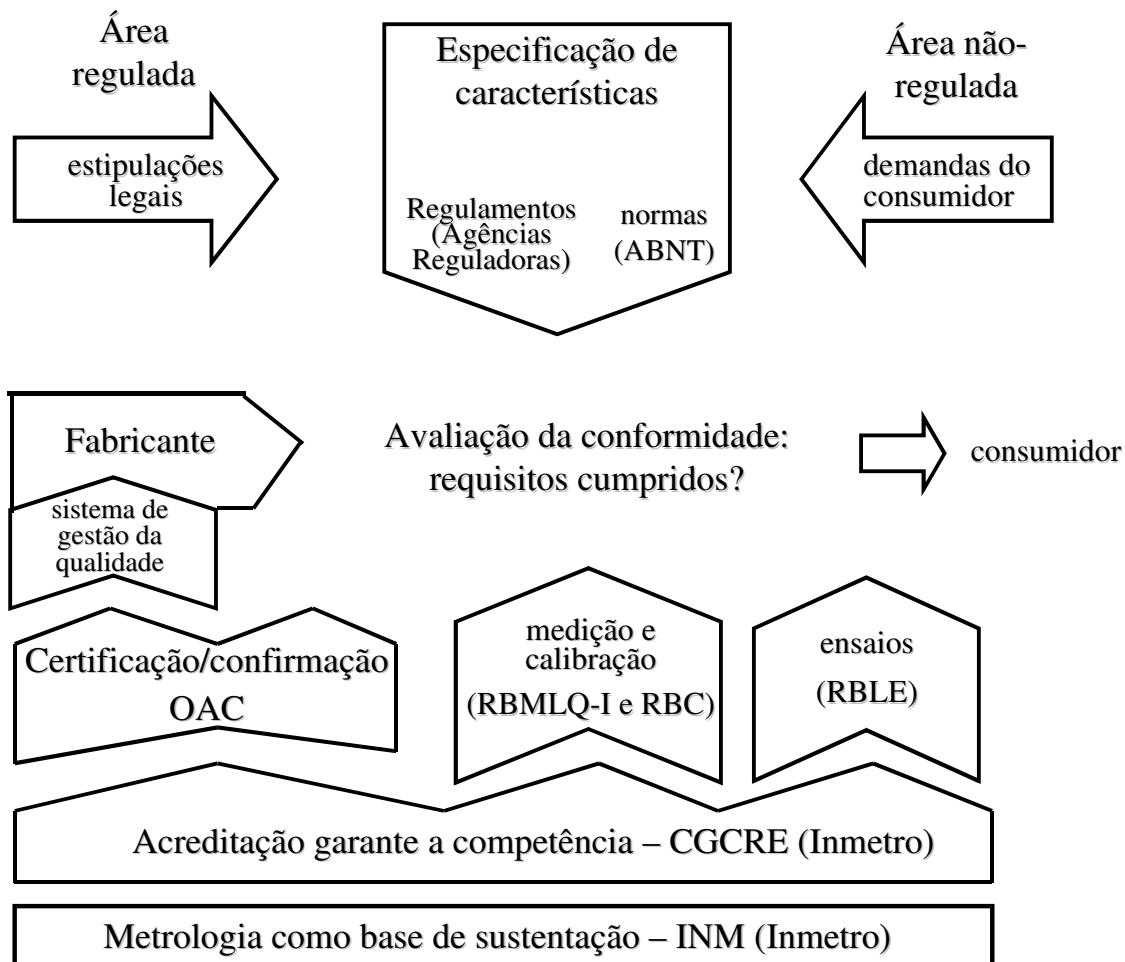 Área
regulada
Especificação de
características
Área não-
regulada
estipulações
legais
demandas do
consumidor
Regulamentos
(Agências
Reguladoras)
normas
(ABNT)
Fabricante
Avaliação da conformidade:
requisitos cumpridos?
consumidor
sistema de
gestão da
qualidade
Certificação/confirmação
OAC
medição e
calibração
(RBMLQ-I e RBC)
ensaios
(RBLE)
Acreditação garante a competência – CGCRE (Inmetro)
Metrologia como base de sustentação – INM (Inmetro)